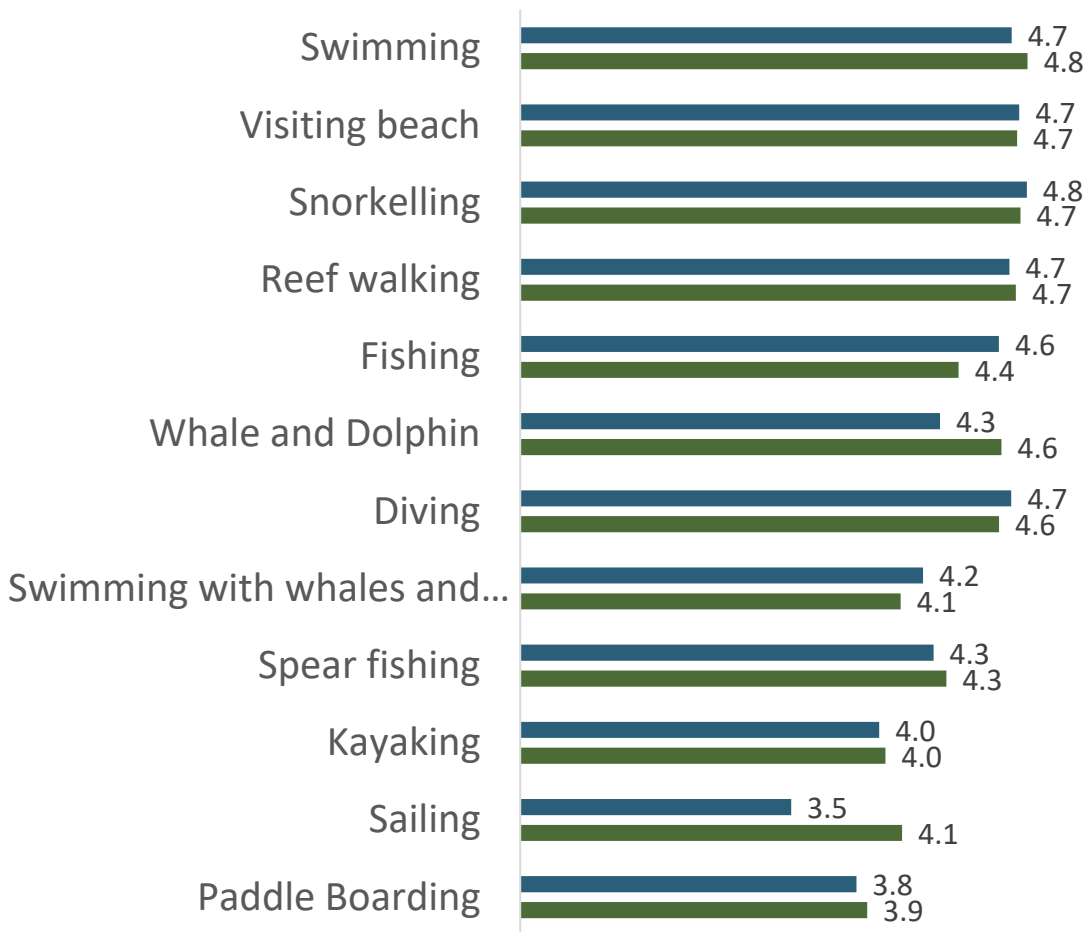 Swimming
4.7
4.8
Visiting beach
4.7
4.7
Snorkelling
4.8
4.7
Reef walking
4.7
4.7
Fishing
4.6
4.4
Whale and Dolphin
4.3
4.6
Diving
4.7
4.6
Swimming with whales and...
4.2
4.1
Spear fishing
4.3
4.3
Kayaking
4.0
4.0
Sailing
3.5
4.1
Paddle Boarding
3.8
3.9